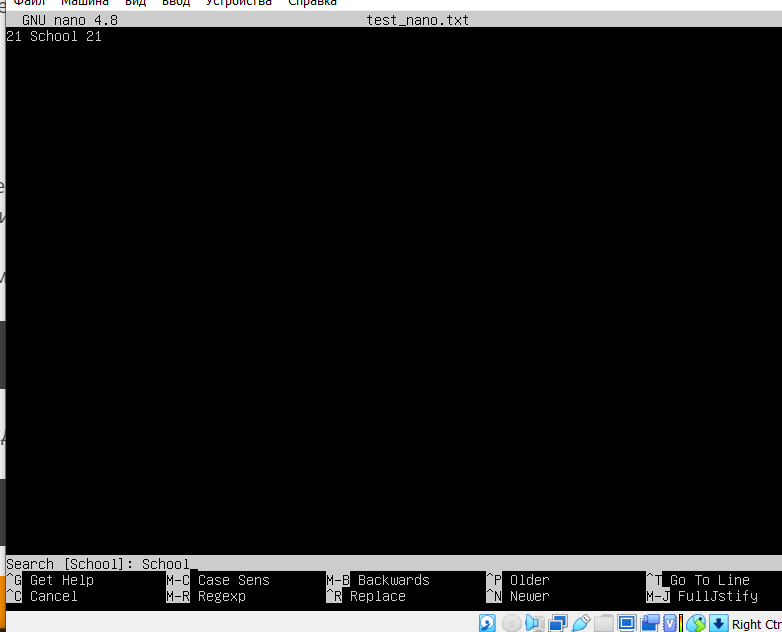 Файл Машина Вид Ввод Устройства Справка
GNU nano 4.8 test_nano.txt
21 School 21
Search [School]: School
^G Get Help M-C Case Sens M-B Backwards ^P Older ^T Go To Line
^C Cancel M-R Regexp ^R Replace ^N Newer M-J FullJstify
Right Ctr